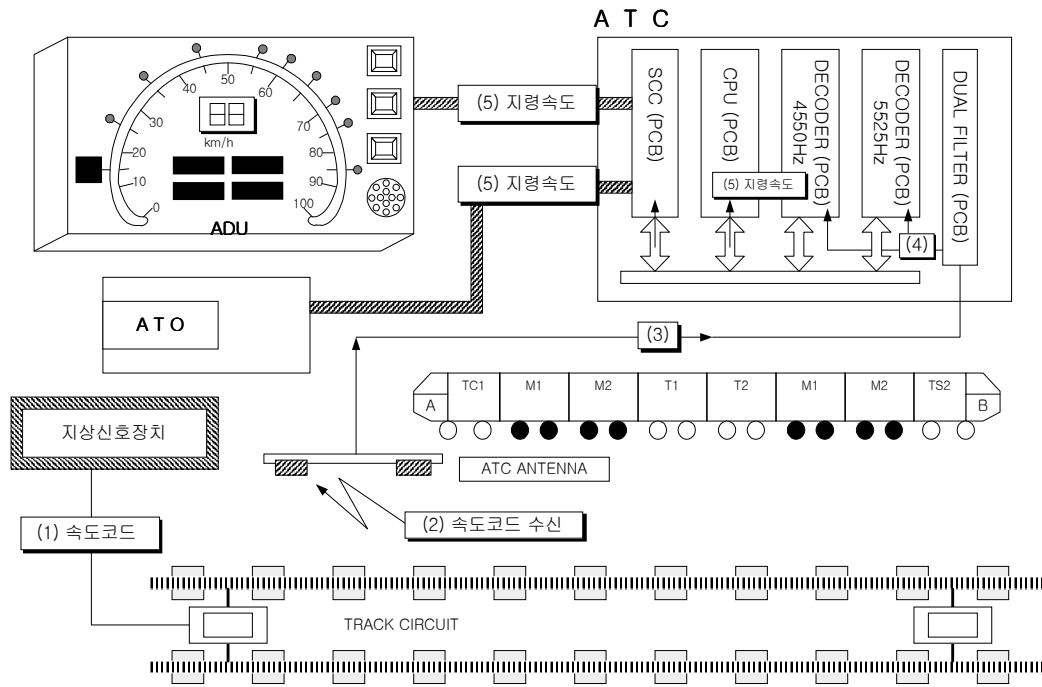 A T C
50
40
60
30
70
20
80
10
90
0
100
km/h
ADU
(5) 지령속도
(5) 지령속도
SCC (PCB)
CPU (PCB)
DECODER (PCB)
4550Hz
DECODER (PCB)
5525Hz
DUAL FILTER (PCB)
(5) 지령속도
(4)
A T O
(3)
TC1
M1
M2
T1
T2
M1
M2
TS2
A
B
지상신호장치
ATC ANTENNA
(1) 속도코드
(2) 속도코드 수신
TRACK CIRCUIT